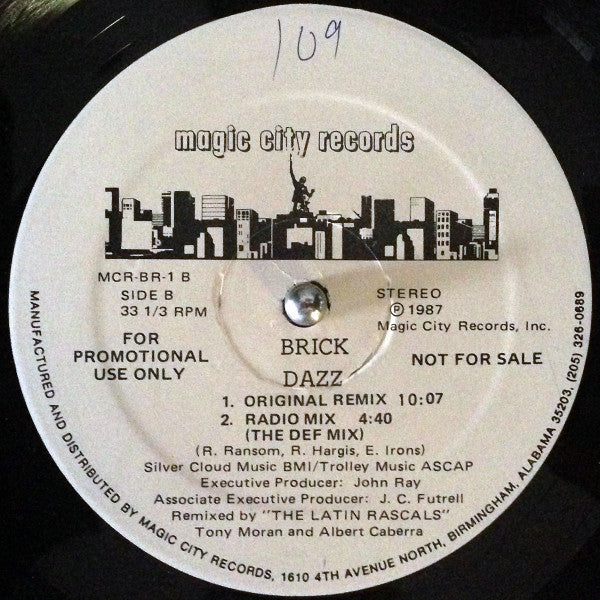 109
magic city records
MCR-BR-1 B
SIDE B
33 1/3 RPM
STEREO
Ⓟ 1987
Magic City Records, Inc.
FOR
PROMOTIONAL
USE ONLY
NOT FOR SALE
BRICK
DAZZ
1. ORIGINAL REMIX 10:07
2. RADIO MIX 4:40
(THE DEF MIX)
(R. Ransom, R. Hargis, E. Irons)
Silver Cloud Music BMI/Trolley Music ASCAP
Executive Producer: John Ray
Associate Executive Producer: J. C. Futrell
Remixed by "THE LATIN RASCALS"
Tony Moran and Albert Caberra
MANUFACTURED AND DISTRIBUTED BY MAGIC CITY RECORDS, 1610 4TH AVENUE NORTH, BIRMINGHAM, ALABAMA 35203, (205) 326-0689